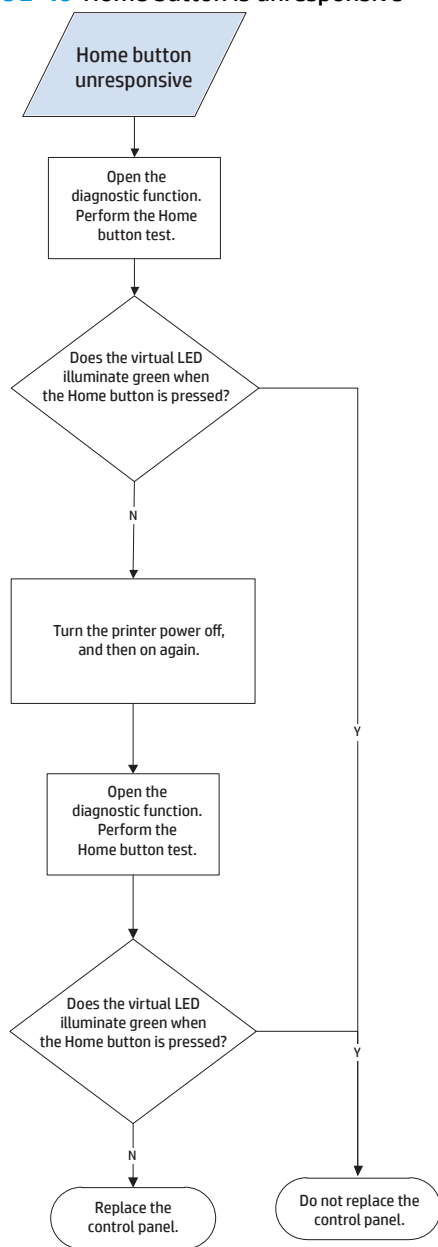 Home button
unresponsive
Open the
diagnostic function.
Perform the Home
button test.
Does the virtual LED
illuminate green when
the Home button is pressed?
N
Turn the printer power off,
and then on again.
Y
Open the
diagnostic function.
Perform the
Home button test.
Does the virtual LED
illuminate green when
the Home button is pressed?
Y
N
Replace the
control panel.
Do not replace the
control panel.